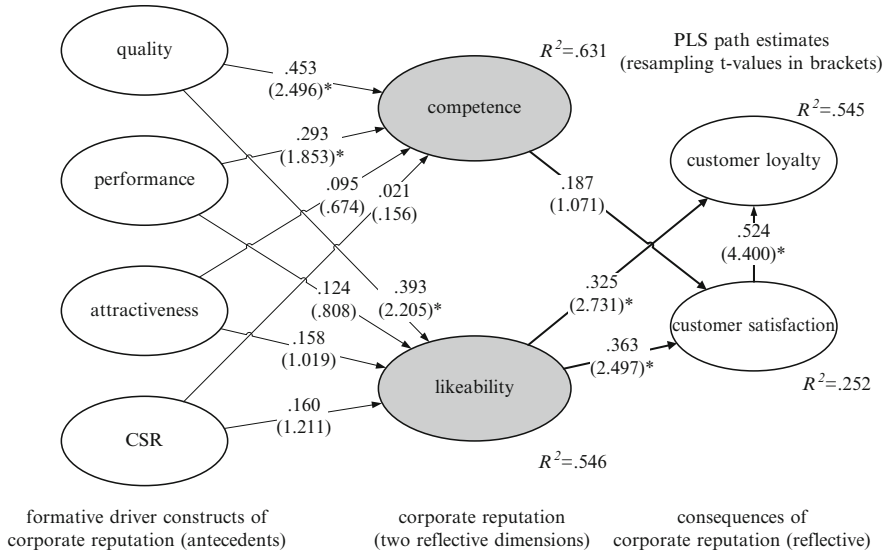 quality
performance
attractiveness
CSR
.453
(2.496)*
.293
(1.853)*
.095
(.674)
.021
(.156)
.124
(.808)
.393
(2.205)*
.158
(1.019)
.160
(1.211)
R²=.631
competence
likeability
R²=.546
PLS path estimates
(resampling t-values in brackets)
R²=.545
customer loyalty
.187
(1.071)
.524
(4.400)*
.325
(2.731)*
.363
(2.497)*
customer satisfaction
R²=.252
formative driver constructs of
corporate reputation (antecedents)
corporate reputation
(two reflective dimensions)
consequences of
corporate reputation (reflective)